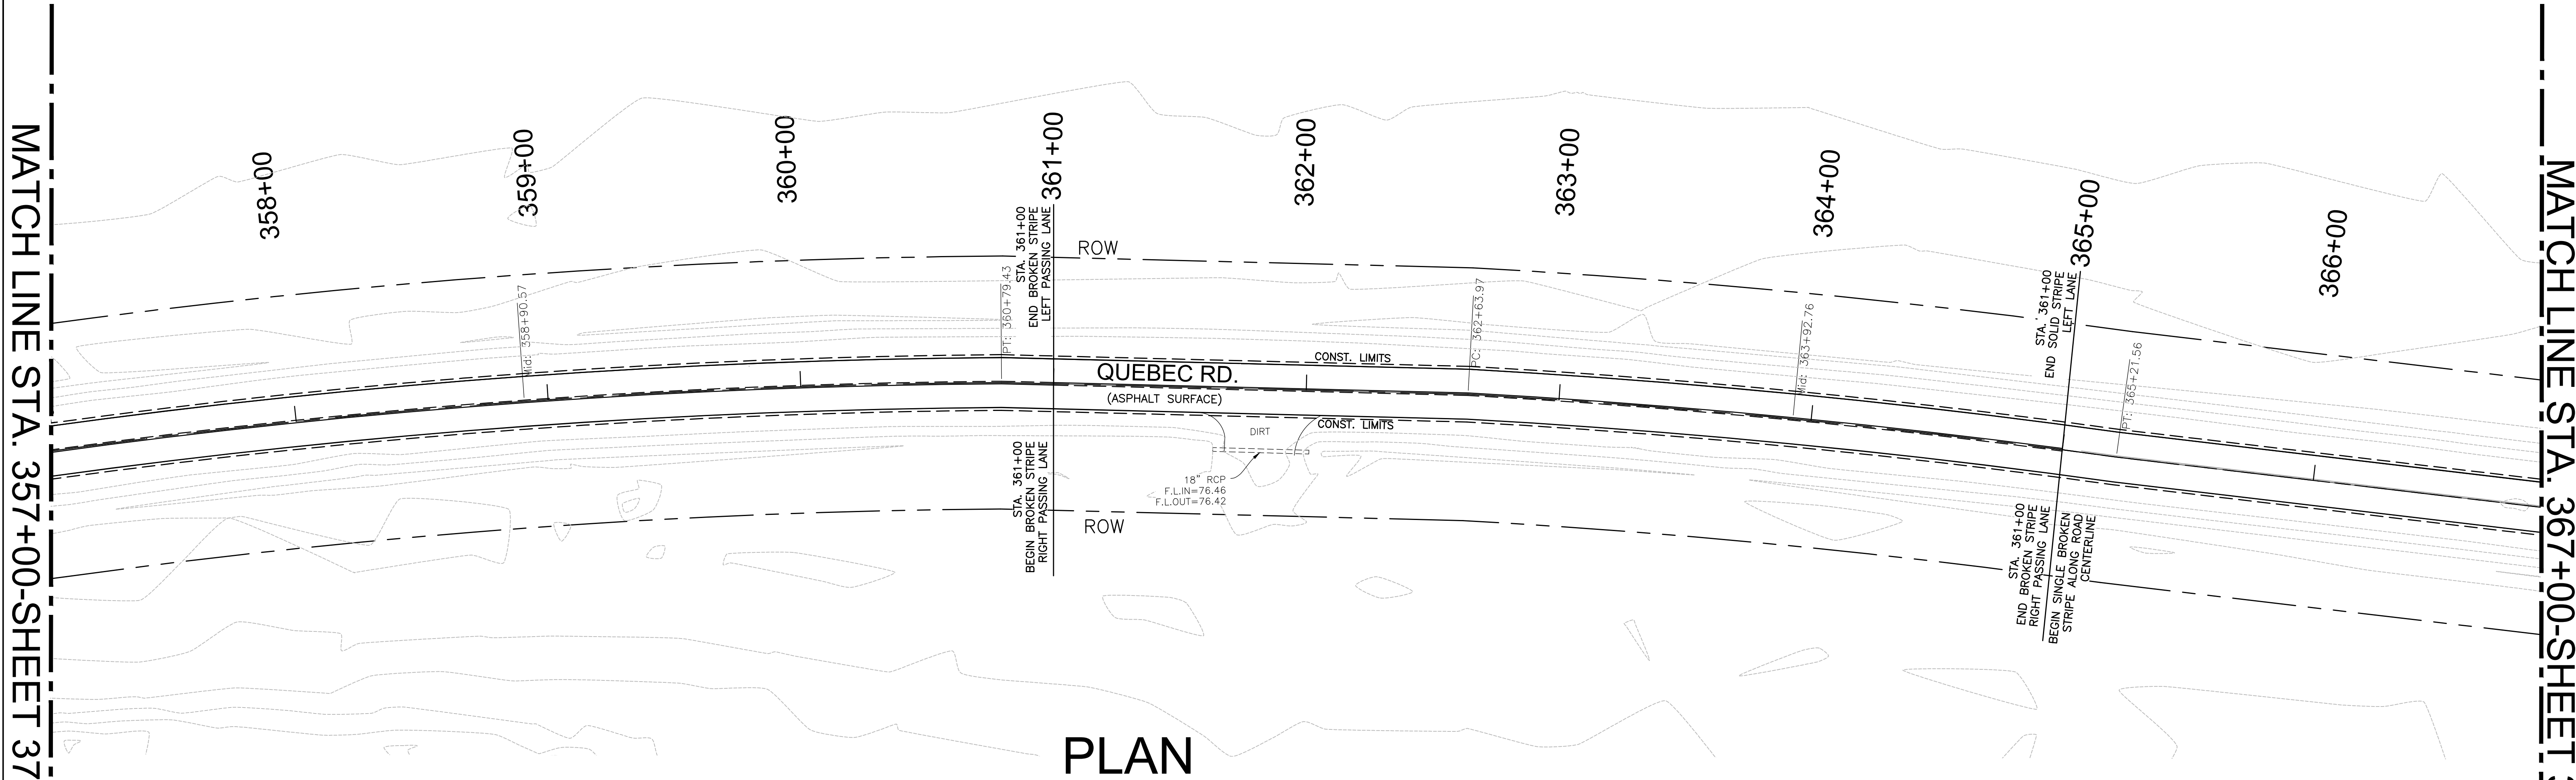 MATCH LINE STA. 357+00-SHEET 37
358+00
359+00
360+00
361+00
362+00
363+00
364+00
365+00
366+00
Mid: 358+90.57
PT: 360+79.43
STA. 361+00
END BROKEN STRIPE
LEFT PASSING LANE
ROW
PC: 362+63.97
Mid: 363+92.76
STA. 361+00
END SOLID STRIPE
LEFT LANE
PT: 365+21.56
CONST. LIMITS
QUEBEC RD.
(ASPHALT SURFACE)
CONST. LIMITS
DIRT
18" RCP
F.L.IN=76.46
F.L.OUT=76.42
STA. 361+00
BEGIN BROKEN STRIPE
RIGHT PASSING LANE
ROW
STA. 361+00
END BROKEN STRIPE
RIGHT PASSING LANE
BEGIN SINGLE BROKEN
STRIPE ALONG ROAD
CENTERLINE
PLAN
MATCH LINE STA. 367+00-SHEET